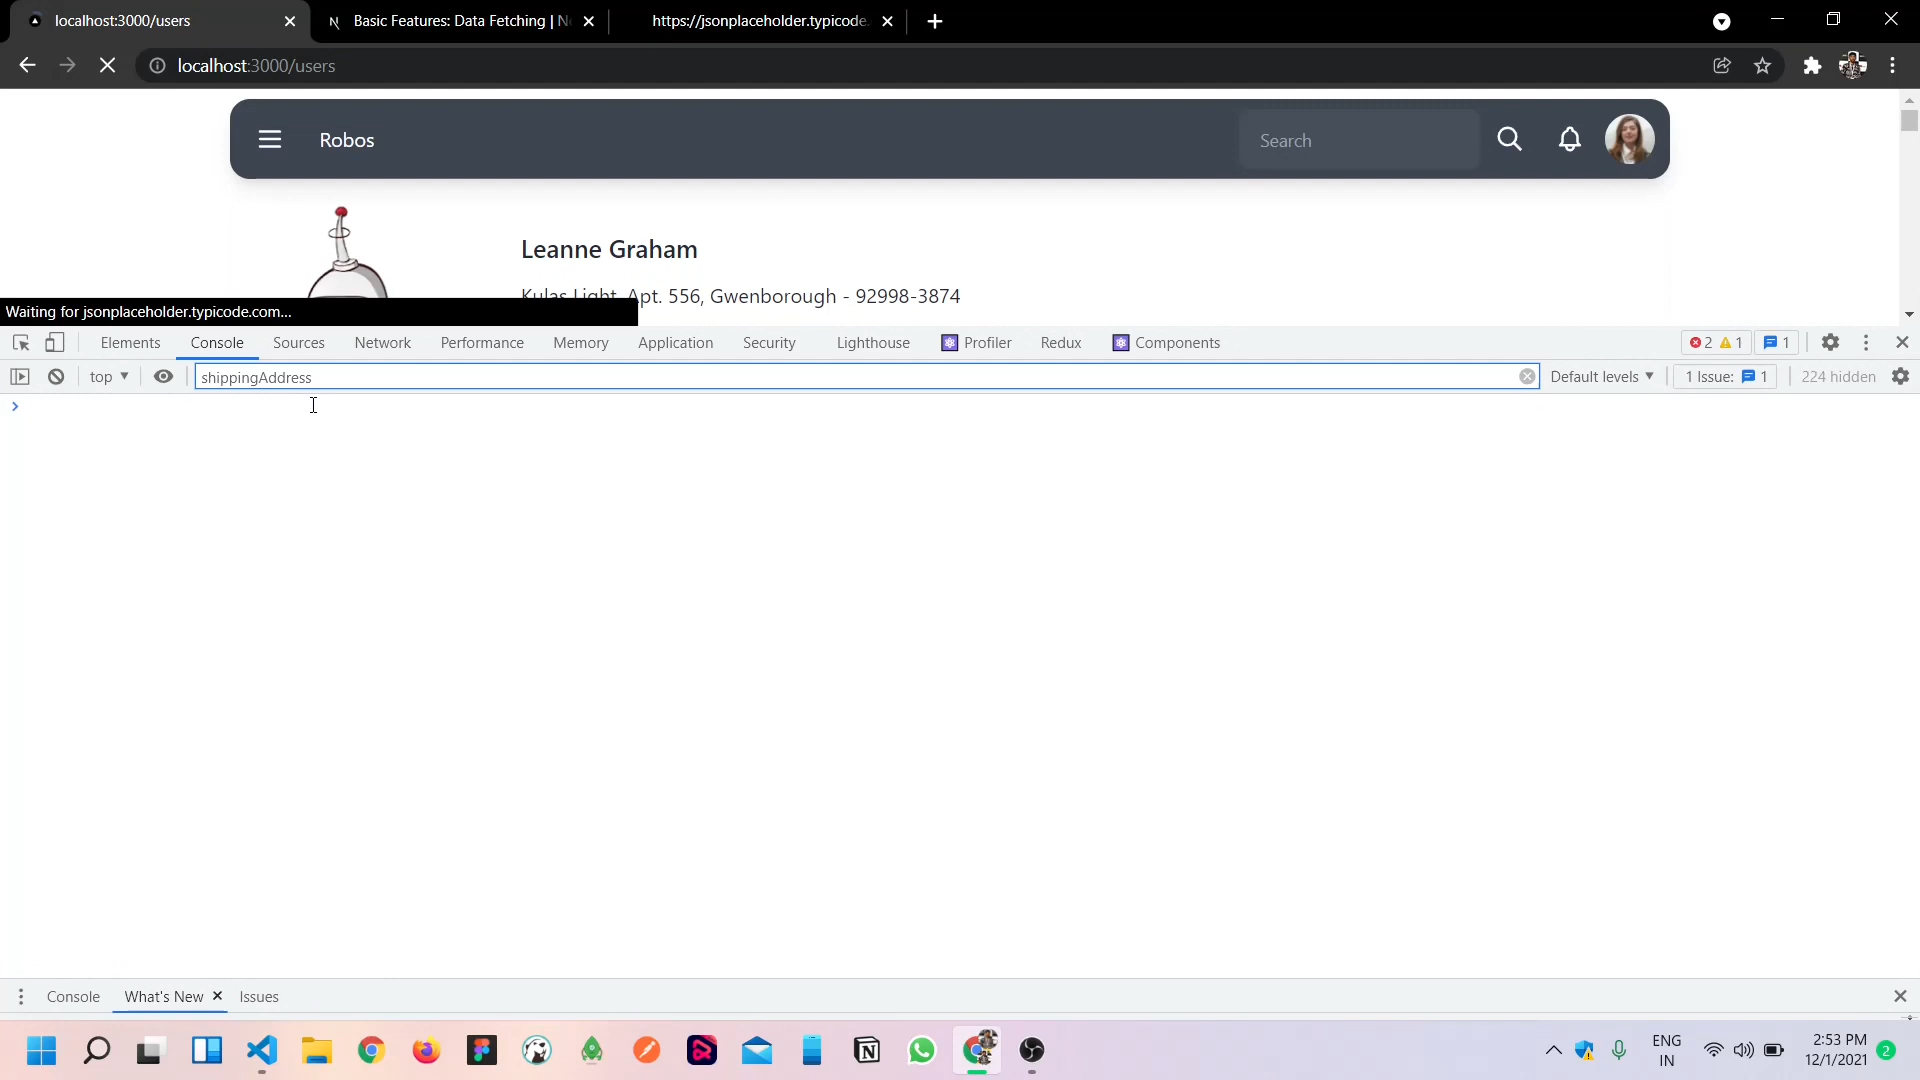 localhost:3000/users
Basic Features: Data Fetching | N
https://jsonplaceholder.typicode.
localhost:3000/users
Robos
Search
Leanne Graham
Kulas Light, Apt. 556, Gwenborough - 92998-3874
Waiting for jsonplaceholder.typicode.com...
Elements Console Sources Network Performance Memory Application Security Lighthouse Profiler Redux Components 2 1 1
top shippingAddress Default levels 1 Issue: 1 224 hidden
Console What's New Issues
ENG
IN
2:53 PM
12/1/2021
2